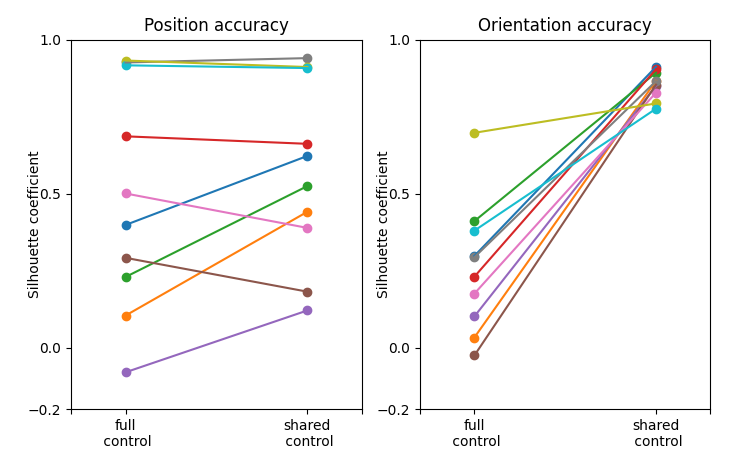 Position accuracy
Silhouette coefficient
1.0
0.5
0.0
−0.2
full
control
shared
control
Orientation accuracy
Silhouette coefficient
1.0
0.5
0.0
−0.2
full
control
shared
control